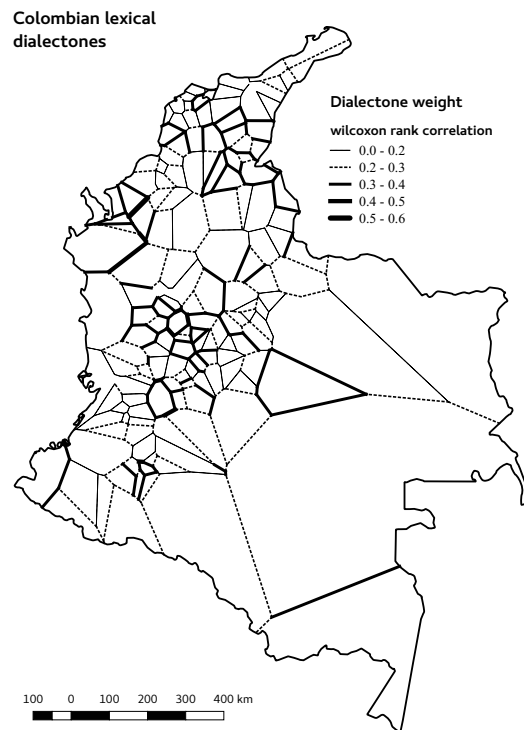 Colombian lexical
dialectones
Dialectone weight
wilcoxon rank correlation
0.0 - 0.2
0.2 - 0.3
0.3 - 0.4
0.4 - 0.5
0.5 - 0.6
100 0 100 200 300 400 km